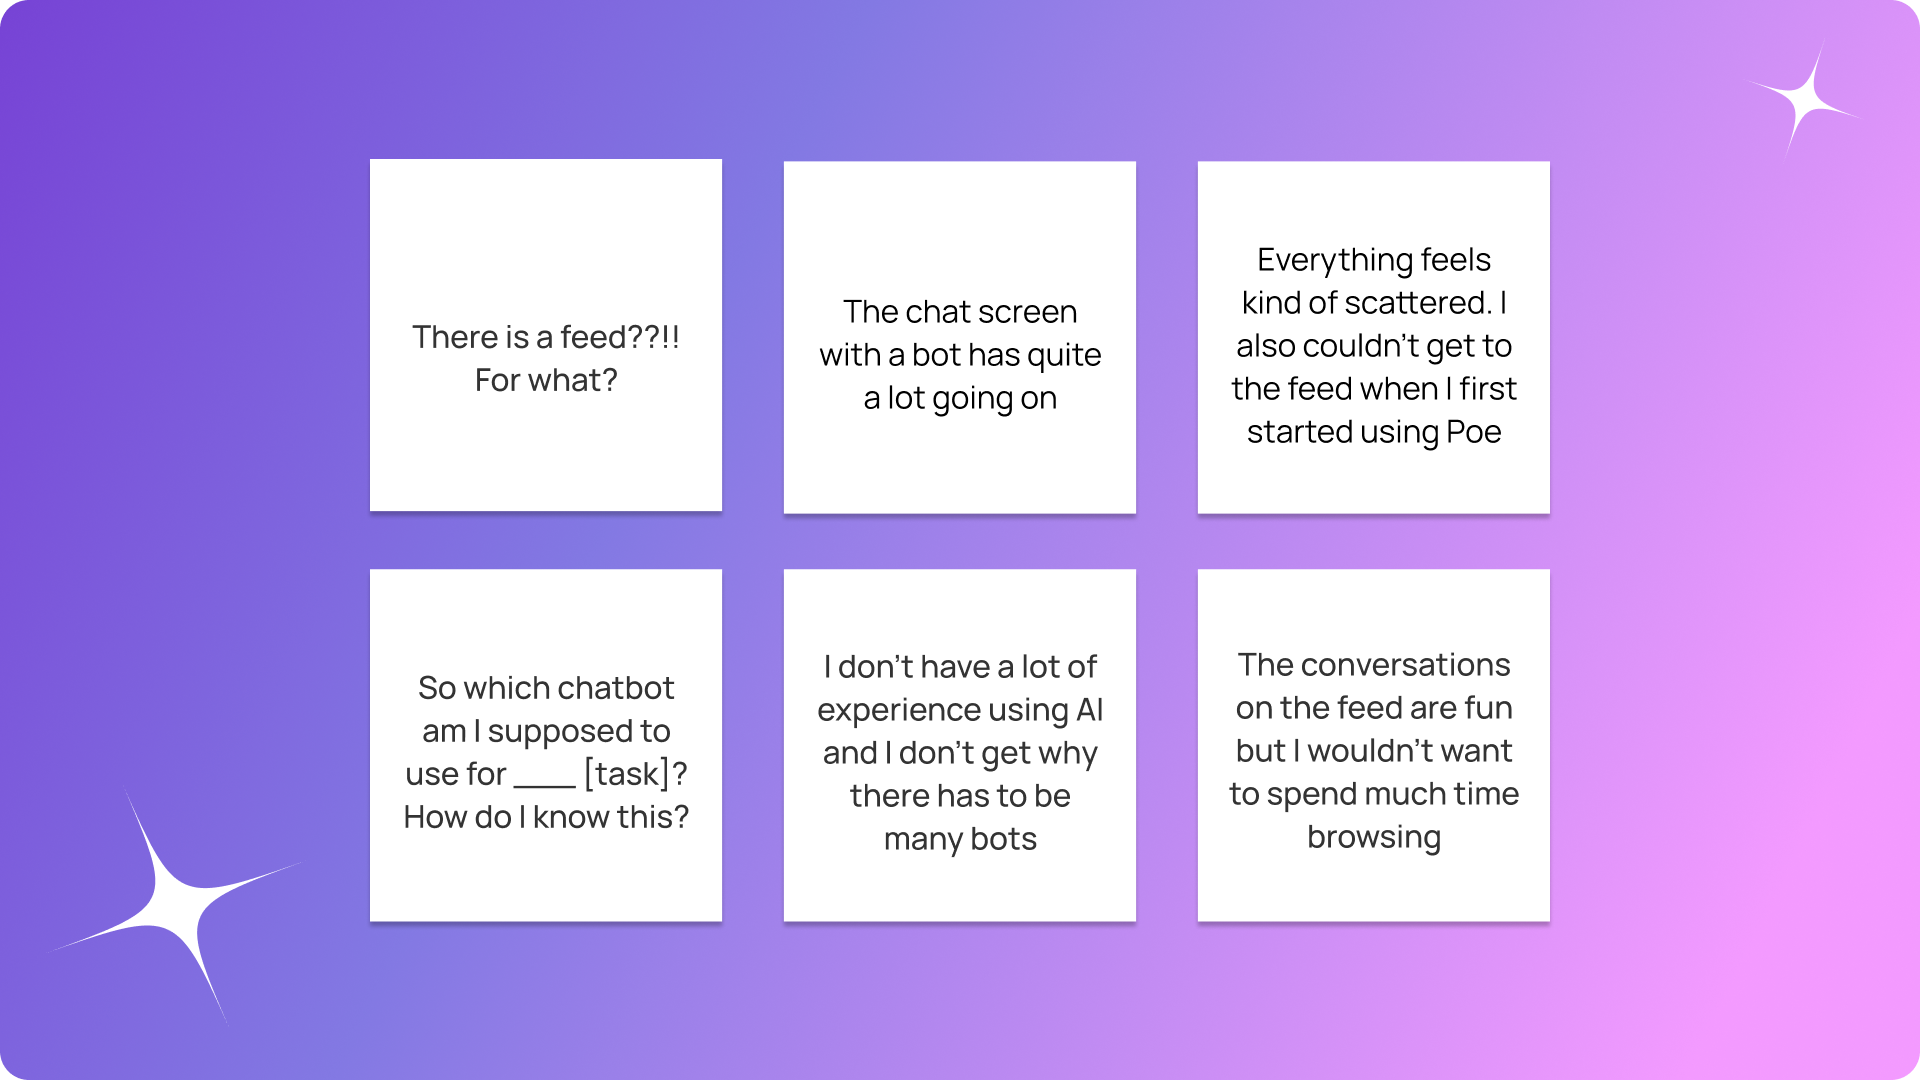 There is a feed??!!
For what?
The chat screen
with a bot has quite
a lot going on
Everything feels
kind of scattered. I
also couldn’t get to
the feed when I first
started using Poe
So which chatbot
am I supposed to
use for ____ [task]?
How do I know this?
I don’t have a lot of
experience using AI
and I don’t get why
there has to be
many bots
The conversations
on the feed are fun
but I wouldn’t want
to spend much time
browsing